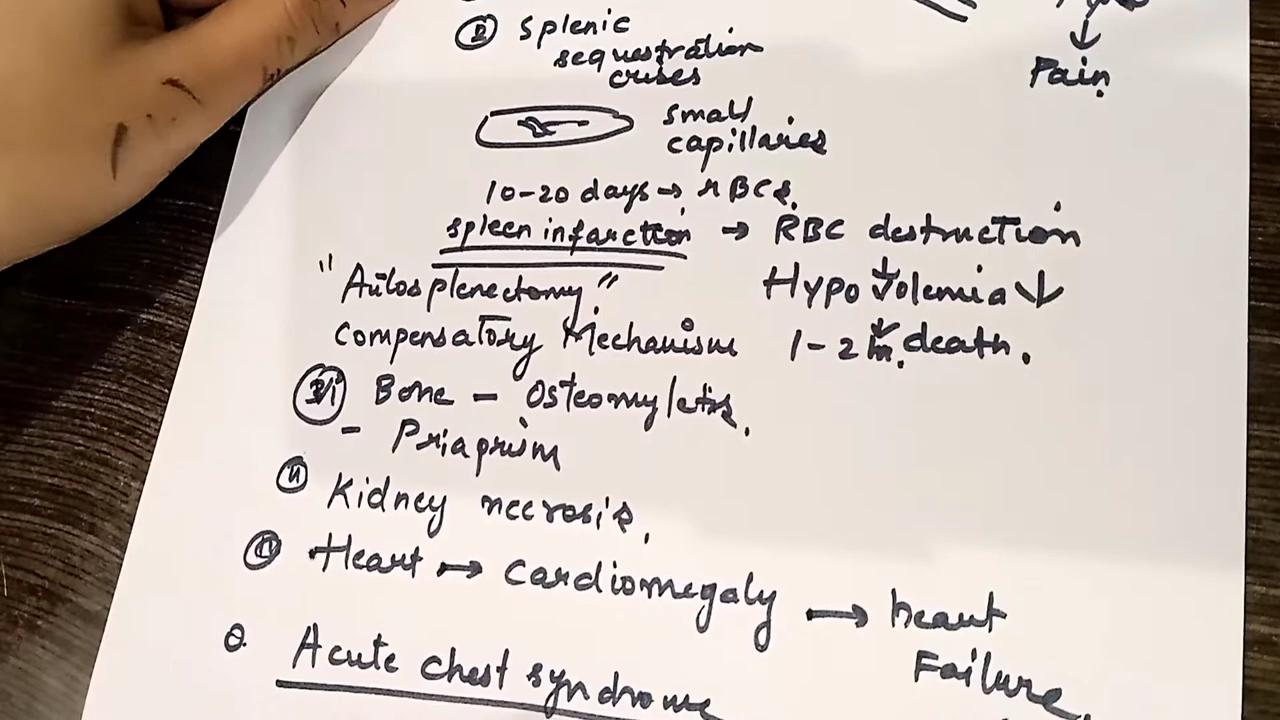 ② Splenic
sequestration
crises
↓
Pain
small
capillaries
10-20 days → RBCs.
spleen infarction → RBC destruction
"Autosplenectomy."
Hypovolemia ↓
Compensatory Mechanism
1-2 h. death.
Bone - Osteomyletis.
- Priaprism
Kidney necrosis.
Heart → Cardiomegaly → heart
Failure.
Acute chest syndrome